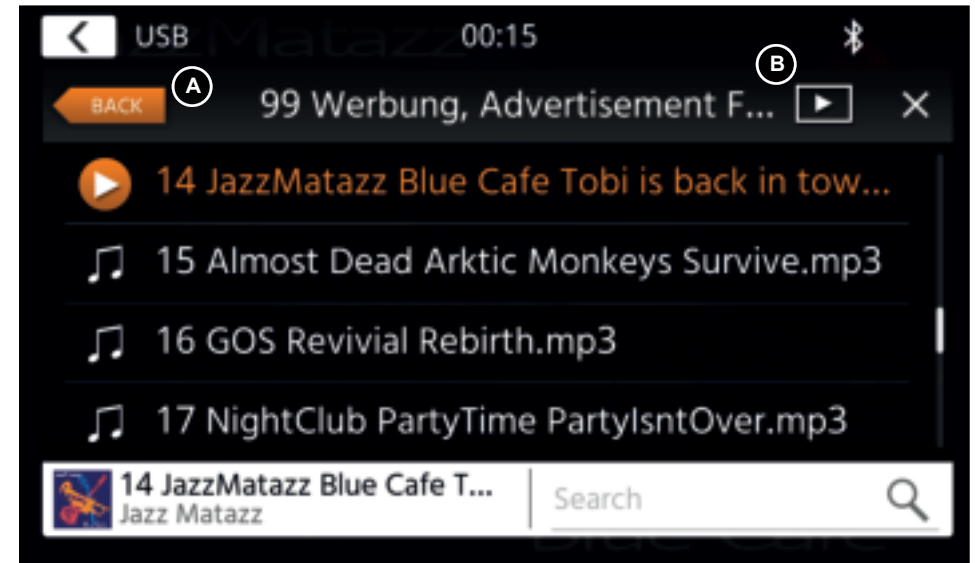 USB 00:15
A B
BACK 99 Werbung, Advertisement F...
14 JazzMatazz Blue Cafe Tobi is back in tow...
15 Almost Dead Arktic Monkeys Survive.mp3
16 GOS Revivial Rebirth.mp3
17 NightClub PartyTime PartyIsntOver.mp3
14 JazzMatazz Blue Cafe T...
Jazz Matazz
Search